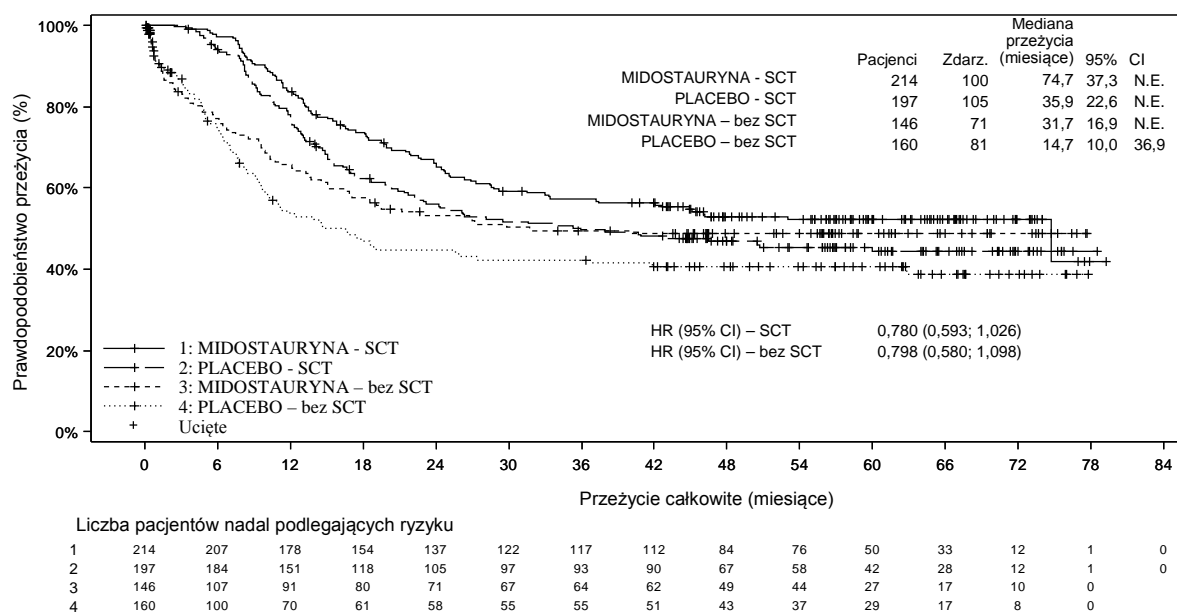 Prawdopodobieństwo przeżycia (%)
100%
80%
60%
40%
20%
0%
Mediana
przeżycia
Pacjenci Zdarz. (miesiące) 95% CI
MIDOSTAURYNA - SCT 214 100 74,7 37,3 N.E.
PLACEBO - SCT 197 105 35,9 22,6 N.E.
MIDOSTAURYNA – bez SCT 146 71 31,7 16,9 N.E.
PLACEBO – bez SCT 160 81 14,7 10,0 36,9
HR (95% CI) – SCT 0,780 (0,593; 1,026)
HR (95% CI) – bez SCT 0,798 (0,580; 1,098)
1: MIDOSTAURYNA - SCT
2: PLACEBO - SCT
3: MIDOSTAURYNA – bez SCT
4: PLACEBO – bez SCT
Ucięte
0 6 12 18 24 30 36 42 48 54 60 66 72 78 84
Przeżycie całkowite (miesiące)
Liczba pacjentów nadal podlegających ryzyku
1 214 207 178 154 137 122 117 112 84 76 50 33 12 1 0
2 197 184 151 118 105 97 93 90 67 58 42 28 12 1 0
3 146 107 91 80 71 67 64 62 49 44 27 17 10 0
4 160 100 70 61 58 55 55 51 43 37 29 17 8 0